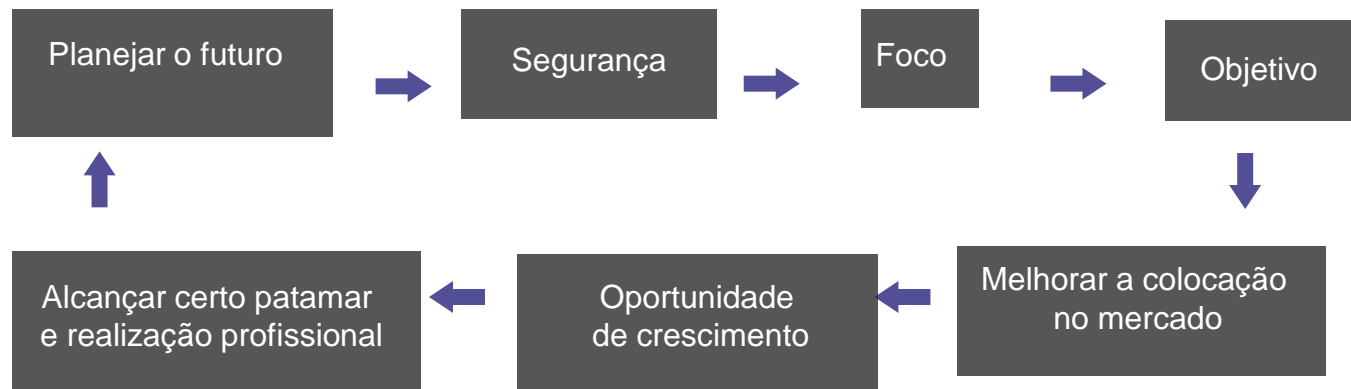 Planejar o futuro
Segurança
Foco
Objetivo
Melhorar a colocação
no mercado
Oportunidade
de crescimento
Alcançar certo patamar
e realização profissional